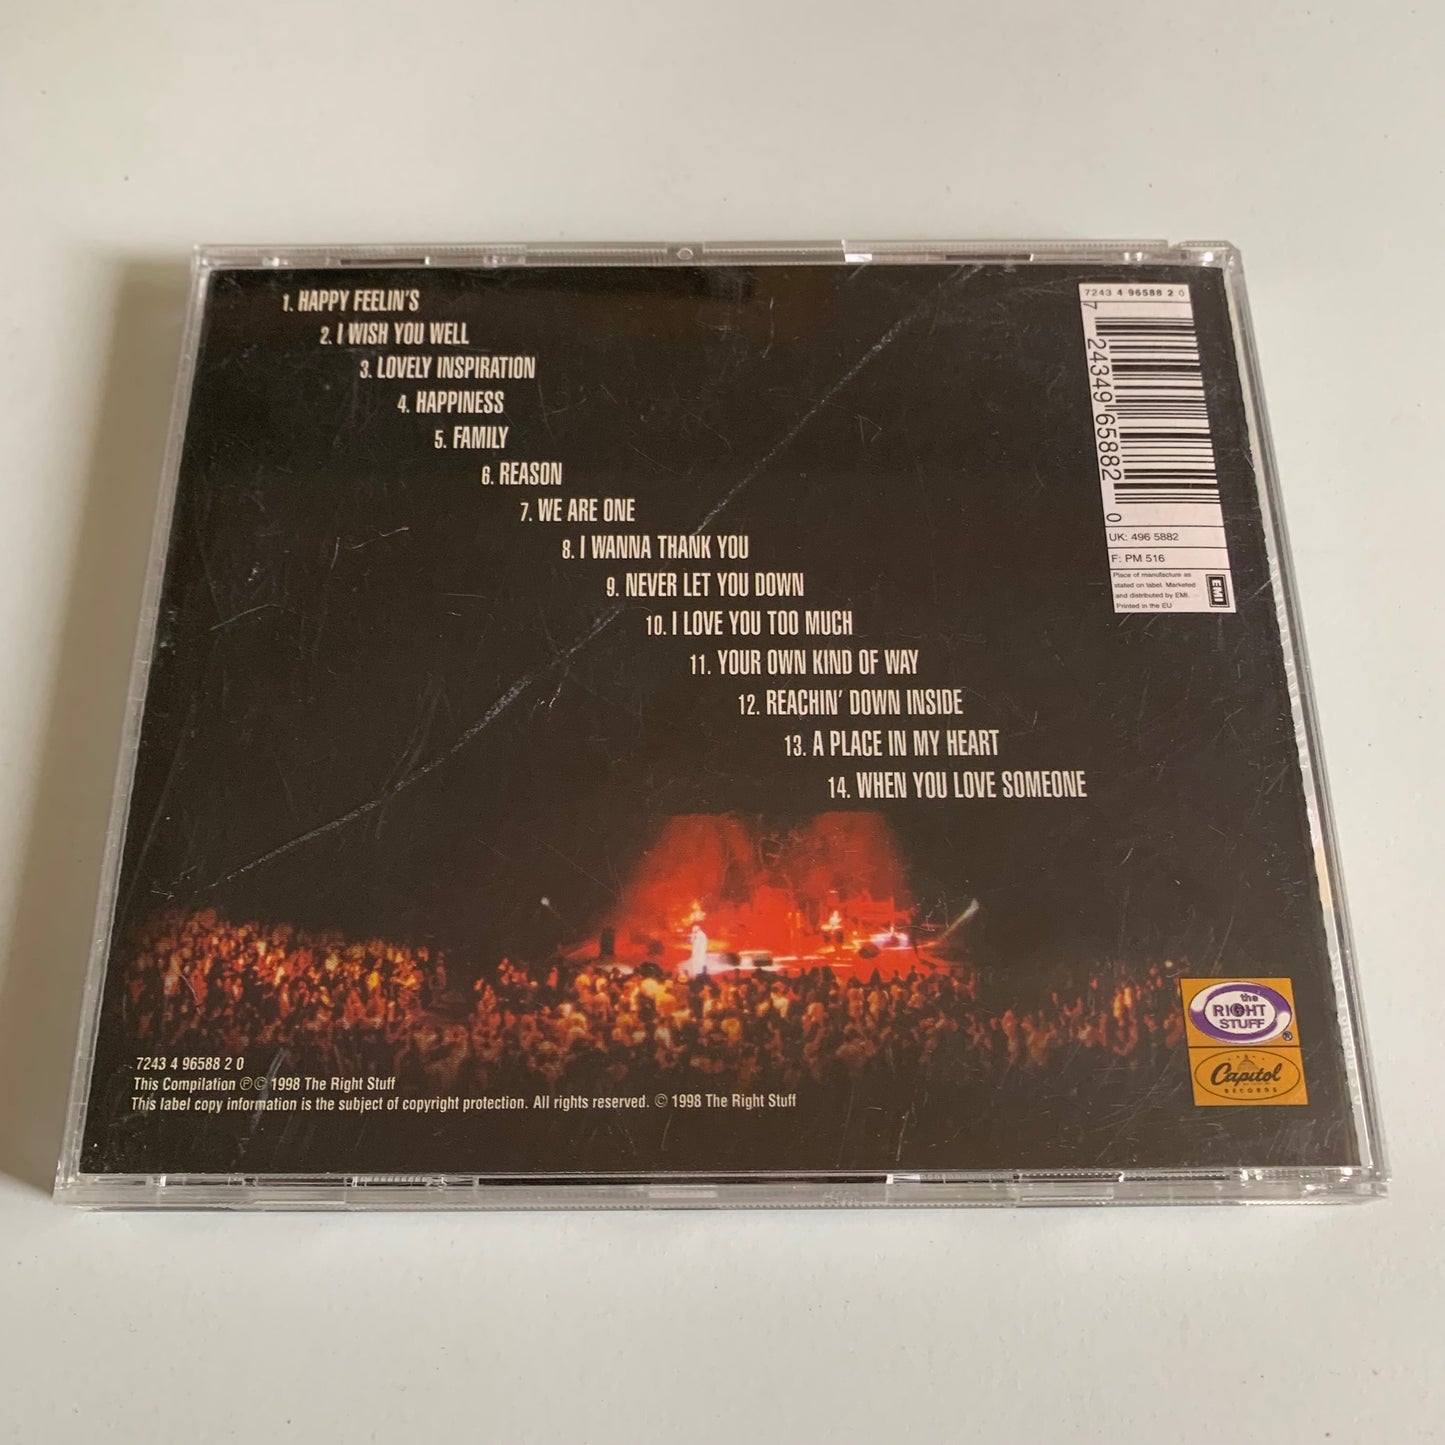 1. HAPPY FEELIN'S
2. I WISH YOU WELL
3. LOVELY INSPIRATION
4. HAPPINESS
5. FAMILY
6. REASON
7. WE ARE ONE
8. I WANNA THANK YOU
9. NEVER LET YOU DOWN
10. I LOVE YOU TOO MUCH
11. YOUR OWN KIND OF WAY
12. REACHIN' DOWN INSIDE
13. A PLACE IN MY HEART
14. WHEN YOU LOVE SOMEONE
7243 4 96588 2 0
7 24349 65882 0
UK: 496 5882
F: PM 516
Place of manufacture as
stated on label. Marketed
and distributed by EMI.
Printed in the EU
EMI
the
RIGHT
STUFF ®
Capitol
RECORDS
7243 4 96588 2 0
This Compilation ℗© 1998 The Right Stuff
This label copy information is the subject of copyright protection. All rights reserved. © 1998 The Right Stuff